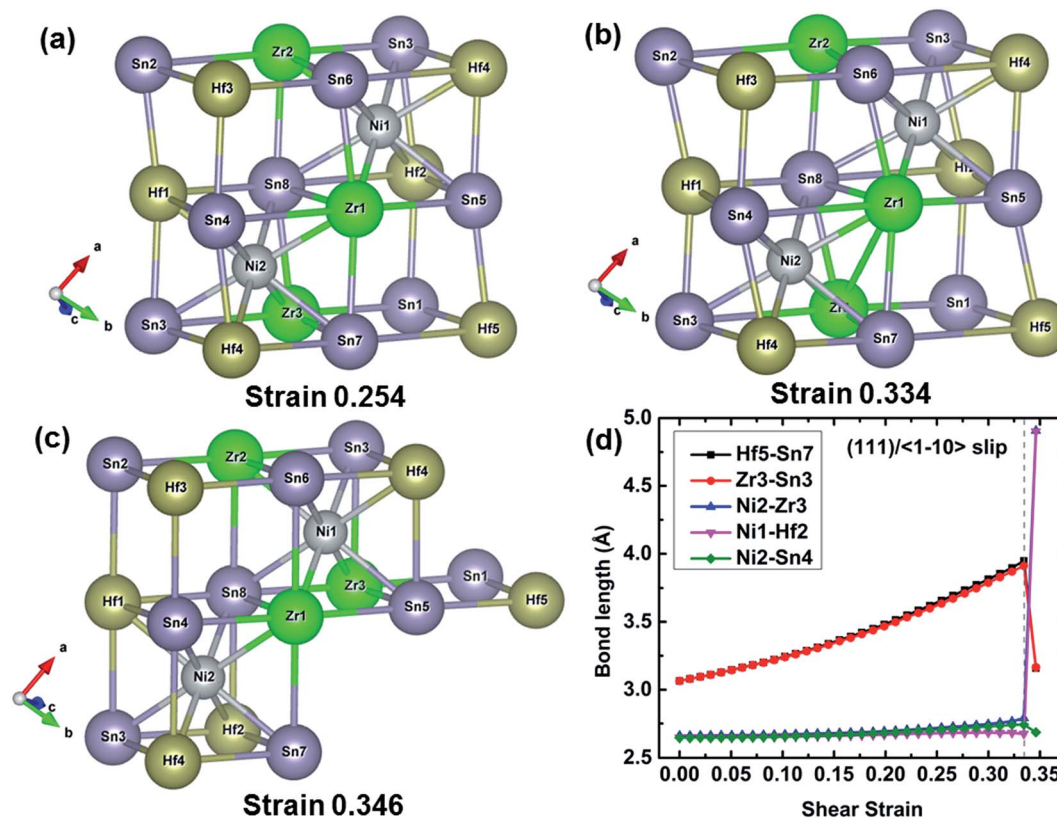 (a)
Zr2
Sn3
Sn2
Hf3
Sn6
Hf4
Ni1
Hf1
Sn8
Hf2
Sn4
Zr1
Sn5
Ni2
a
b
c
Sn3
Zr3
Sn1
Hf4
Sn7
Hf5
Strain 0.254
(b)
Zr2
Sn3
Sn2
Hf3
Sn6
Hf4
Ni1
Hf1
Sn8
Sn4
Zr1
Sn5
Ni2
a
b
c
Sn3
Sn1
Hf4
Sn7
Hf5
Strain 0.334
(c)
Zr2
Sn3
Sn2
Hf3
Sn6
Hf4
Ni1
Hf1
Sn8
Zr3
Sn1
Sn4
Zr1
Sn5
Hf5
Ni2
a
c
b
Sn3
Hf2
Hf4
Sn7
Strain 0.346
(d)
(111)/<1-10> slip
Hf5-Sn7
Zr3-Sn3
Ni2-Zr3
Ni1-Hf2
Ni2-Sn4
Bond length (Å)
5.0
4.5
4.0
3.5
3.0
2.5
0.00 0.05 0.10 0.15 0.20 0.25 0.30 0.35
Shear Strain